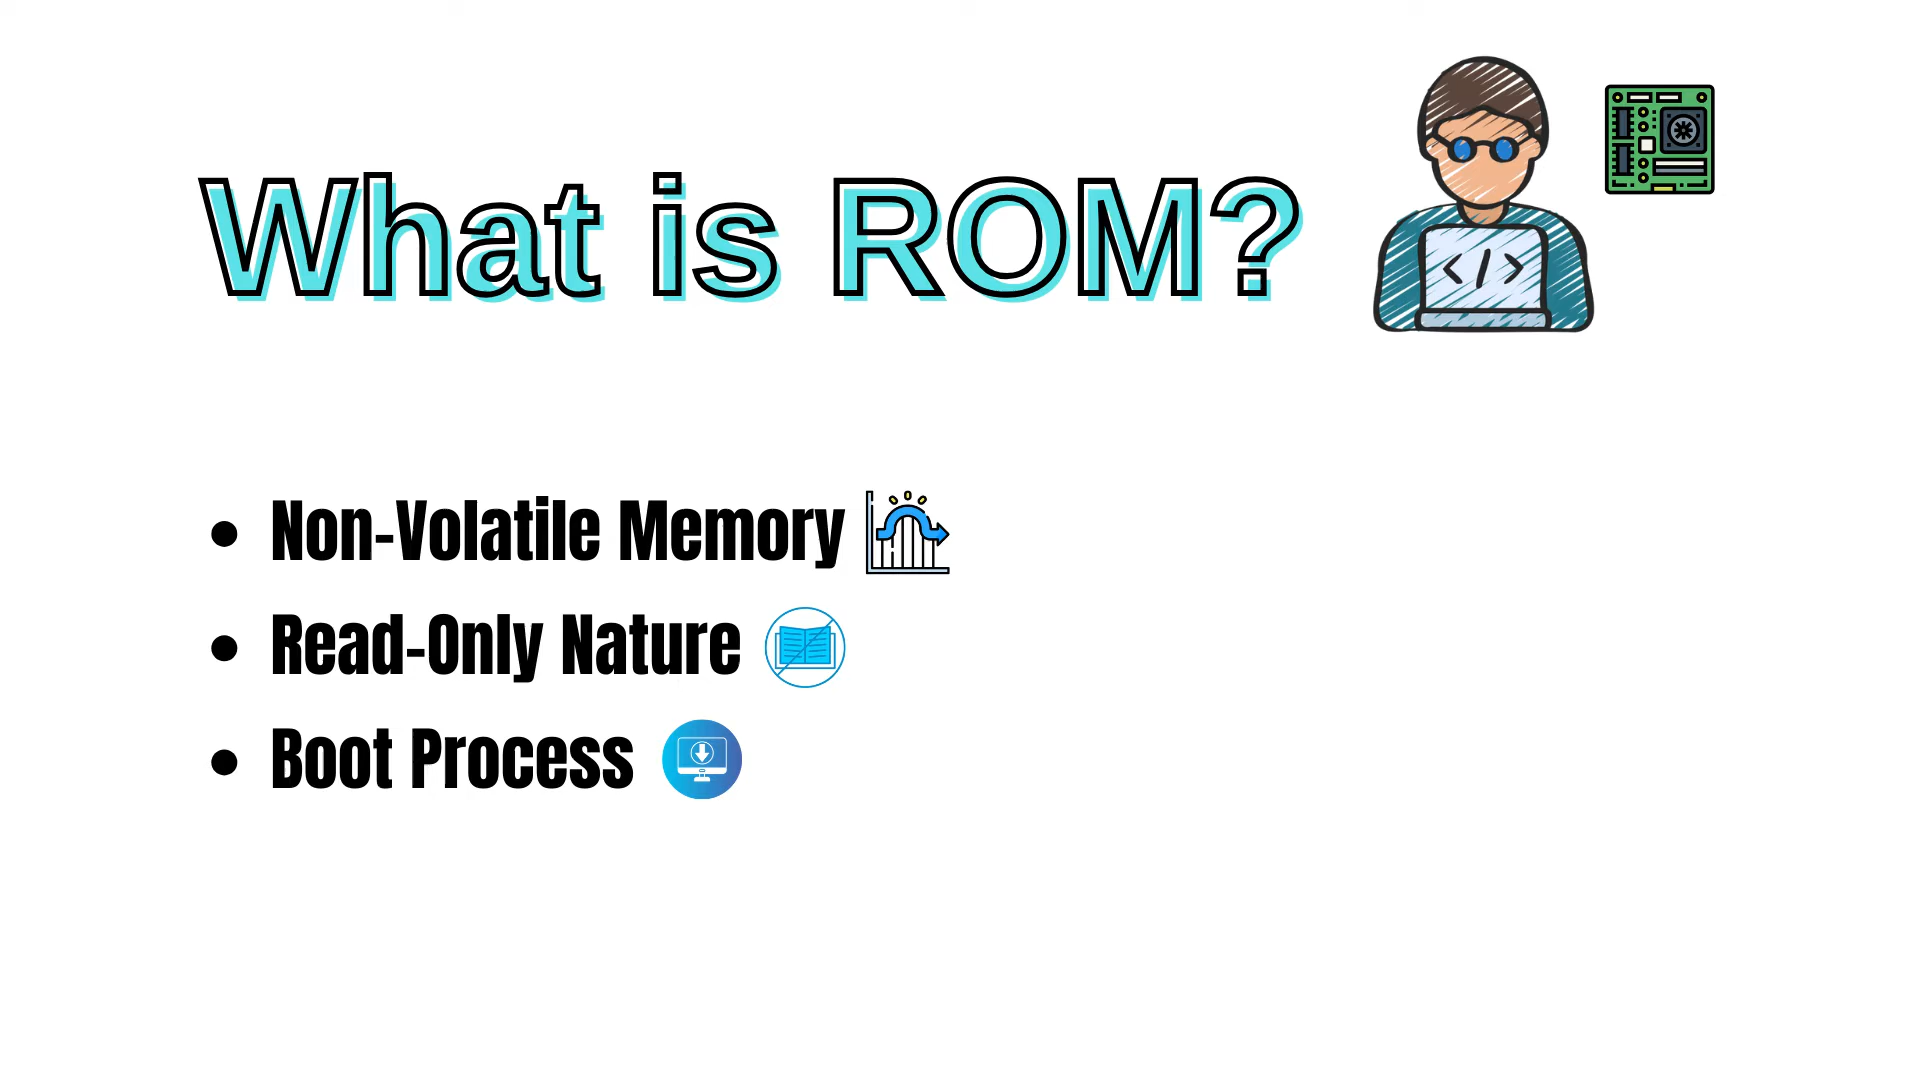 What is ROM?
</>
• Non-Volatile Memory
• Read-Only Nature
• Boot Process